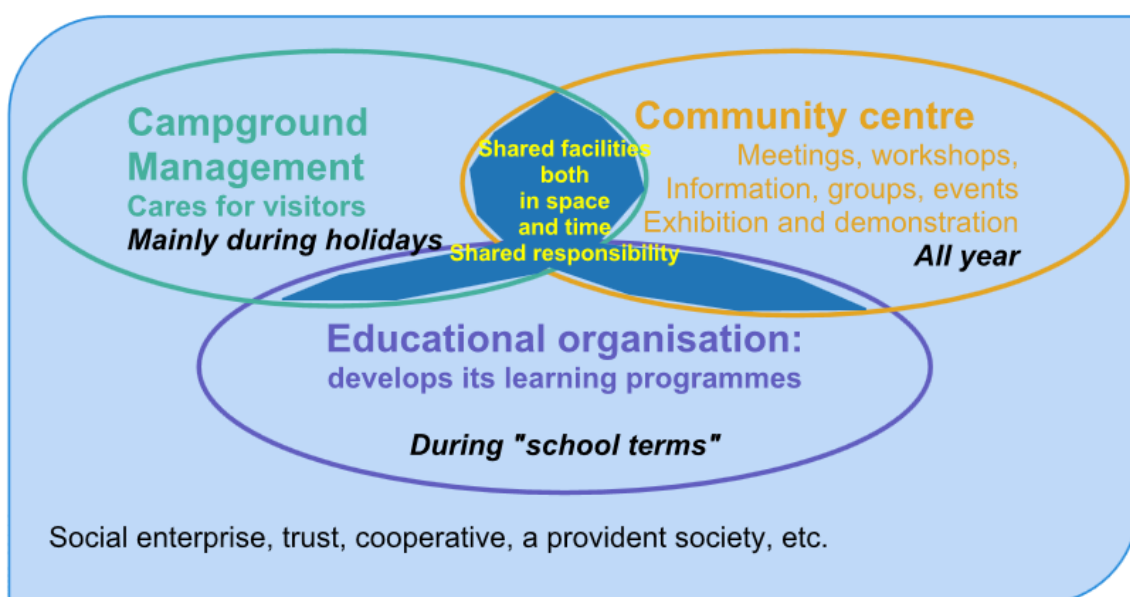 Campground
Management
Cares for visitors
Mainly during holidays
Shared facilities
both
in space
and time
Shared responsibility
Community centre
Meetings, workshops,
Information, groups, events
Exhibition and demonstration
All year
Educational organisation:
develops its learning programmes
During "school terms"
Social enterprise, trust, cooperative, a provident society, etc.